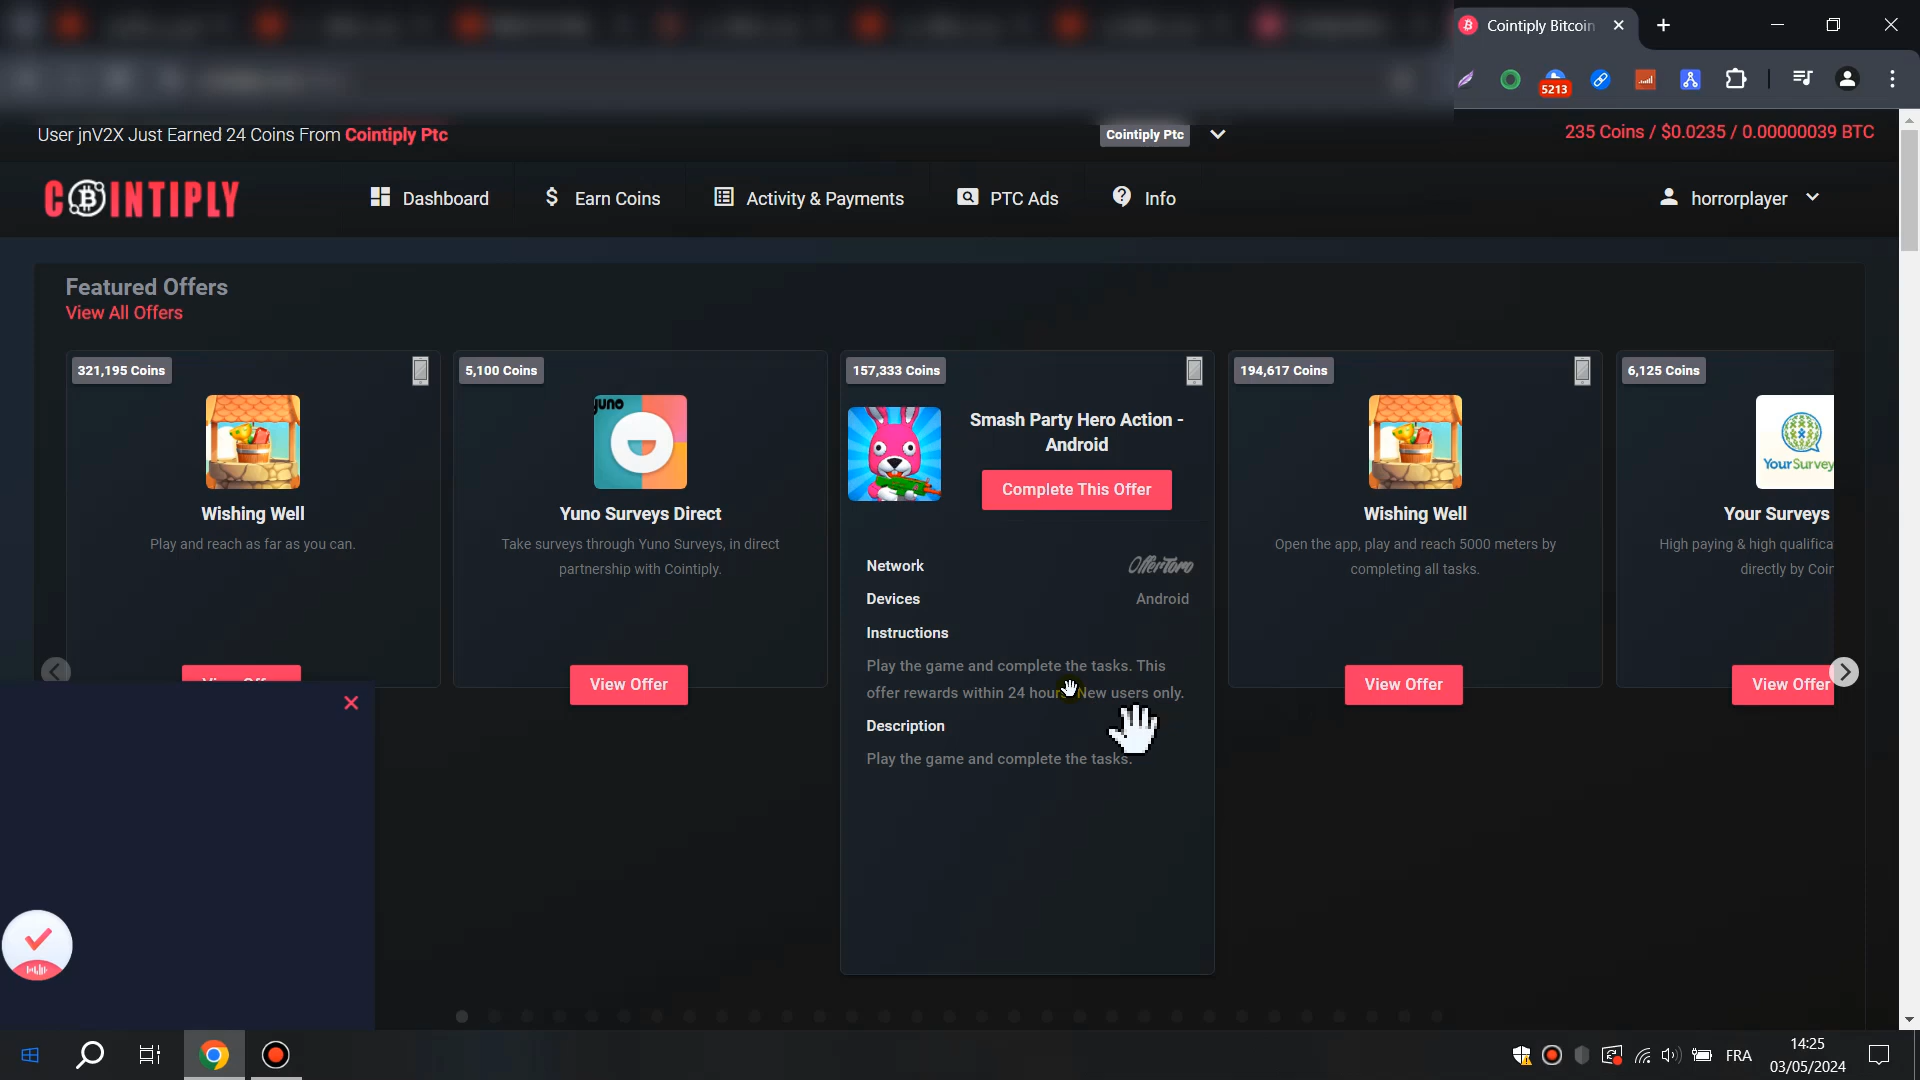 Cointiply Bitcoin
5213
User jnV2X Just Earned 24 Coins From Cointiply Ptc
Cointiply Ptc
235 Coins / $0.0235 / 0.00000039 BTC
COINTIPLY
Dashboard
Earn Coins
Activity & Payments
PTC Ads
Info
horrorplayer
Featured Offers
View All Offers
321,195 Coins
Wishing Well
Play and reach as far as you can.
5,100 Coins
yuno
Yuno Surveys Direct
Take surveys through Yuno Surveys, in direct
partnership with Cointiply.
View Offer
157,333 Coins
Smash Party Hero Action -
Android
Complete This Offer
Network
OfferToro
Devices
Android
Instructions
Play the game and complete the tasks. This
offer rewards within 24 hours. New users only.
Description
Play the game and complete the tasks.
194,617 Coins
Wishing Well
Open the app, play and reach 5000 meters by
completing all tasks.
View Offer
6,125 Coins
YourSurvey
Your Surveys
High paying & high qualifica
directly by Coin
View Offer
FRA
14:25
03/05/2024